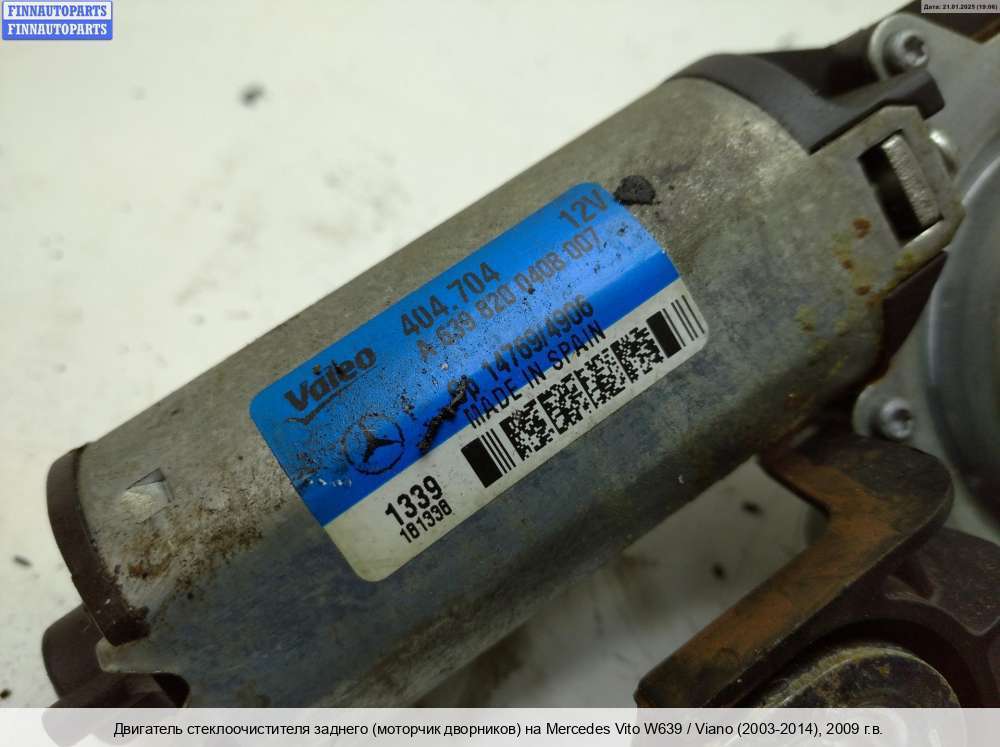 FINNAUTOPARTS
FINNAUTOPARTS
Дата: 21.01.2025 (19:06)
12V
404.704
A 639 820 0408 007
Valeo
14769/4906
MADE IN SPAIN
1339
181338
Двигатель стеклоочистителя заднего (моторчик дворников) на Mercedes Vito W639 / Viano (2003-2014), 2009 г.в.